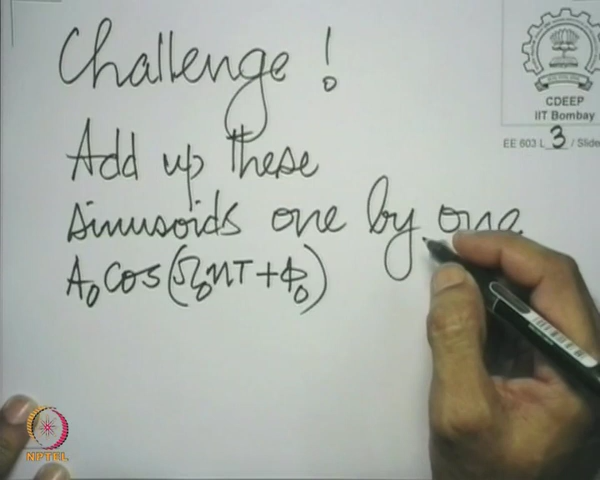 Challenge!
Add up these
sinusoids one by one
A₀ cos(Ω₀nT+Φ₀)
CDEEP
IIT Bombay
EE 603 L 3 / Slide
NPTEL